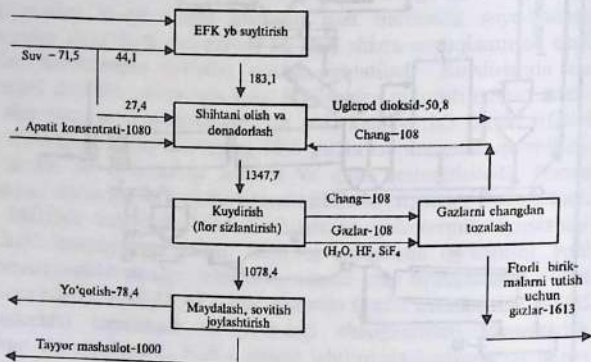 EFK yb suyltirish
Suv – 71,5
44,1
183,1
27,4
Shihtani olish va
donadorlash
Uglerod dioksid-50,8
Apatit konsentrati-1080
Chang–108
1347,7
Kuydirish
(ftor sizlantirish)
Chang–108
Gazlar-108
(H₂O, HF, SiF₄
Gazlarni changdan
tozalash
1078,4
Yo'qotish-78,4
Maydalash, sovitish
joylashtirish
Ftorli birik-
malarni tutish
uchun
gazlar-1613
Tayyor mahsulot-1000